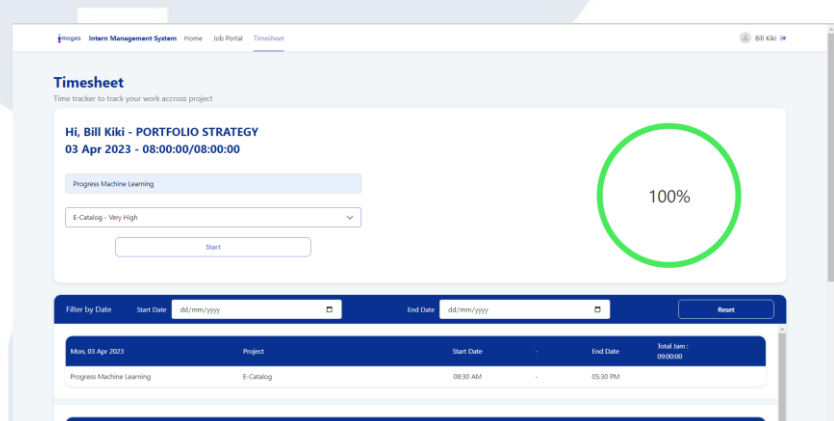 imoges Intern Management System Home Job Portal Timesheet Bill Kiki
Timesheet
Time tracker to track your work accross project
Hi, Bill Kiki - PORTFOLIO STRATEGY
03 Apr 2023 - 08:00:00/08:00:00
Progress Machine Learning
100%
E-Catalog - Very High
Start
Filter by Date Start Date dd/mm/yyyy End Date dd/mm/yyyy Reset
Mon, 03 Apr 2023 Project Start Date - End Date Total Jam :
09:00:00
Progress Machine Learning E-Catalog 08:30 AM - 05:30 PM